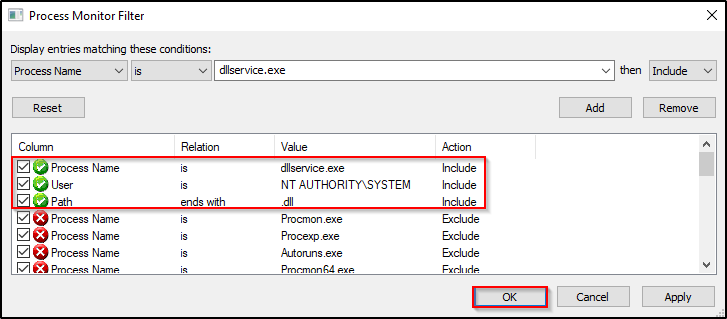 Process Monitor Filter
Display entries matching these conditions:
Process Name is dllservice.exe then Include
Reset Add Remove
Column Relation Value Action
Process Name is dllservice.exe Include
User is NT AUTHORITY\SYSTEM Include
Path ends with .dll Include
Process Name is Procmon.exe Exclude
Process Name is Procexp.exe Exclude
Process Name is Autoruns.exe Exclude
Process Name is Procmon64.exe Exclude
OK Cancel Apply